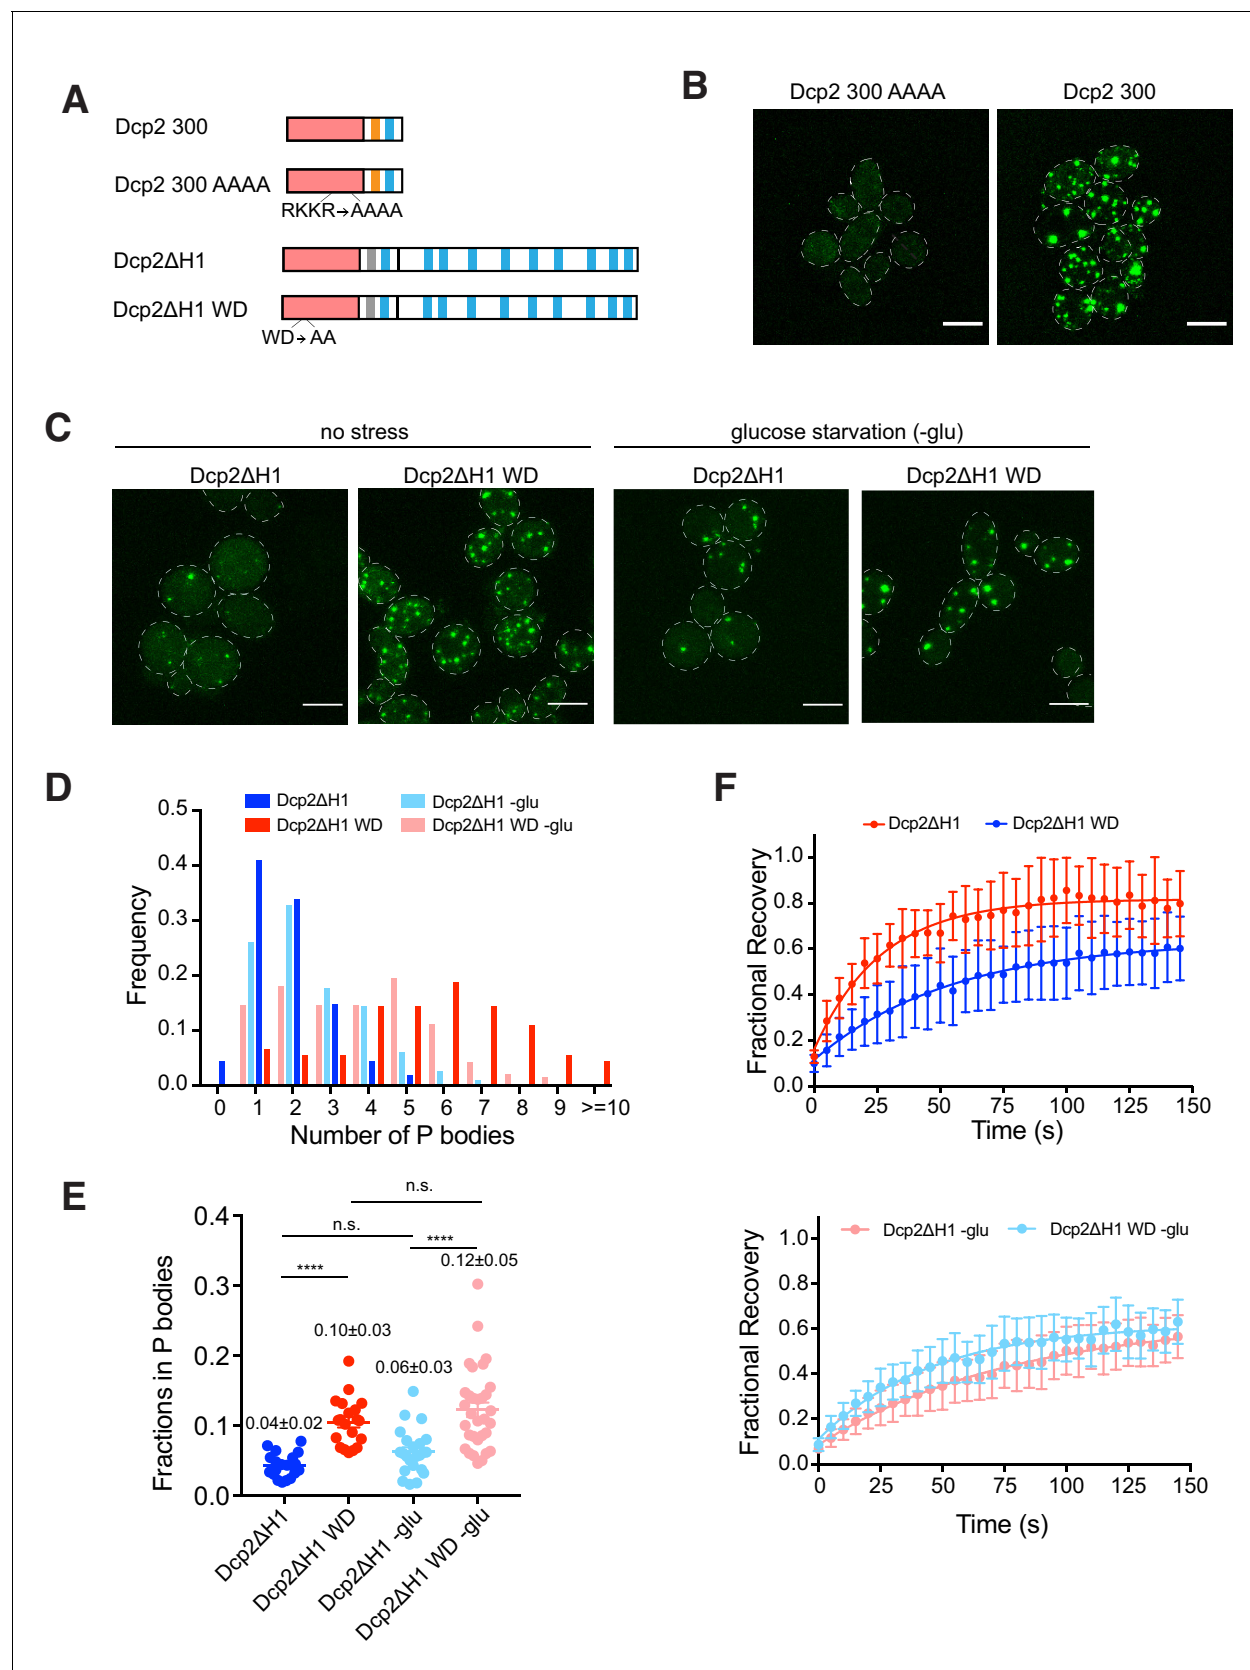 A
Dcp2 300
Dcp2 300 AAAA
RKKR→AAAA
Dcp2ΔH1
Dcp2ΔH1 WD
WD→AA
B
Dcp2 300 AAAA
Dcp2 300
C
no stress
glucose starvation (-glu)
Dcp2ΔH1
Dcp2ΔH1 WD
Dcp2ΔH1
Dcp2ΔH1 WD
D
Dcp2ΔH1
Dcp2ΔH1 -glu
Dcp2ΔH1 WD
Dcp2ΔH1 WD -glu
Frequency
0.5
0.4
0.3
0.2
0.1
0.0
0 1 2 3 4 5 6 7 8 9 >=10
Number of P bodies
E
Fractions in P bodies
0.4
0.3
0.2
0.1
0.0
n.s.
n.s.
****
****
0.04±0.02
0.10±0.03
0.06±0.03
0.12±0.05
Dcp2ΔH1
Dcp2ΔH1 WD
Dcp2ΔH1 -glu
Dcp2ΔH1 WD -glu
F
Dcp2ΔH1
Dcp2ΔH1 WD
Fractional Recovery
1.0
0.8
0.6
0.4
0.2
0.0
0 25 50 75 100 125 150
Time (s)
Dcp2ΔH1 -glu
Dcp2ΔH1 WD -glu
Fractional Recovery
1.0
0.8
0.6
0.4
0.2
0.0
0 25 50 75 100 125 150
Time (s)